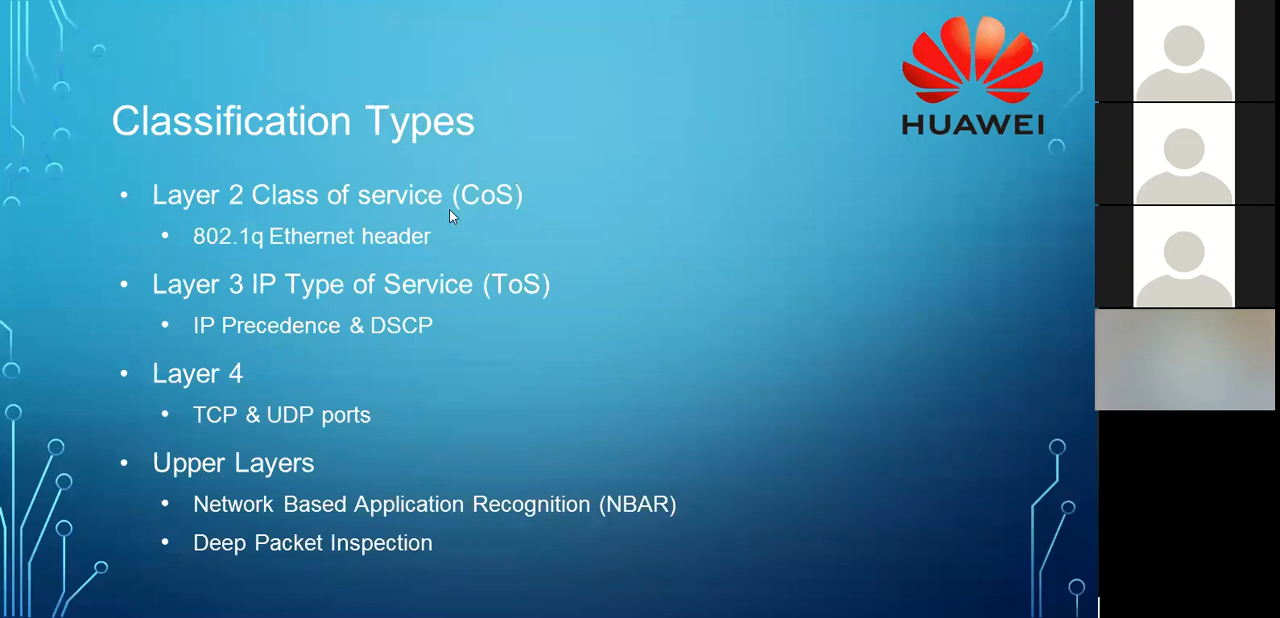 HUAWEI
Classification Types
• Layer 2 Class of service (CoS)
• 802.1q Ethernet header
• Layer 3 IP Type of Service (ToS)
• IP Precedence & DSCP
• Layer 4
• TCP & UDP ports
• Upper Layers
• Network Based Application Recognition (NBAR)
• Deep Packet Inspection